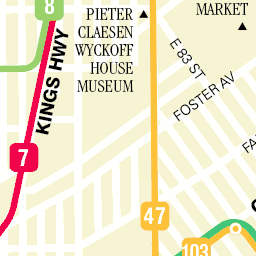 8
PIETER
CLAESEN
WYCKOFF
HOUSE
MUSEUM
MARKET
E 83 ST
FOSTER AV
KINGS HWY
7
47
103